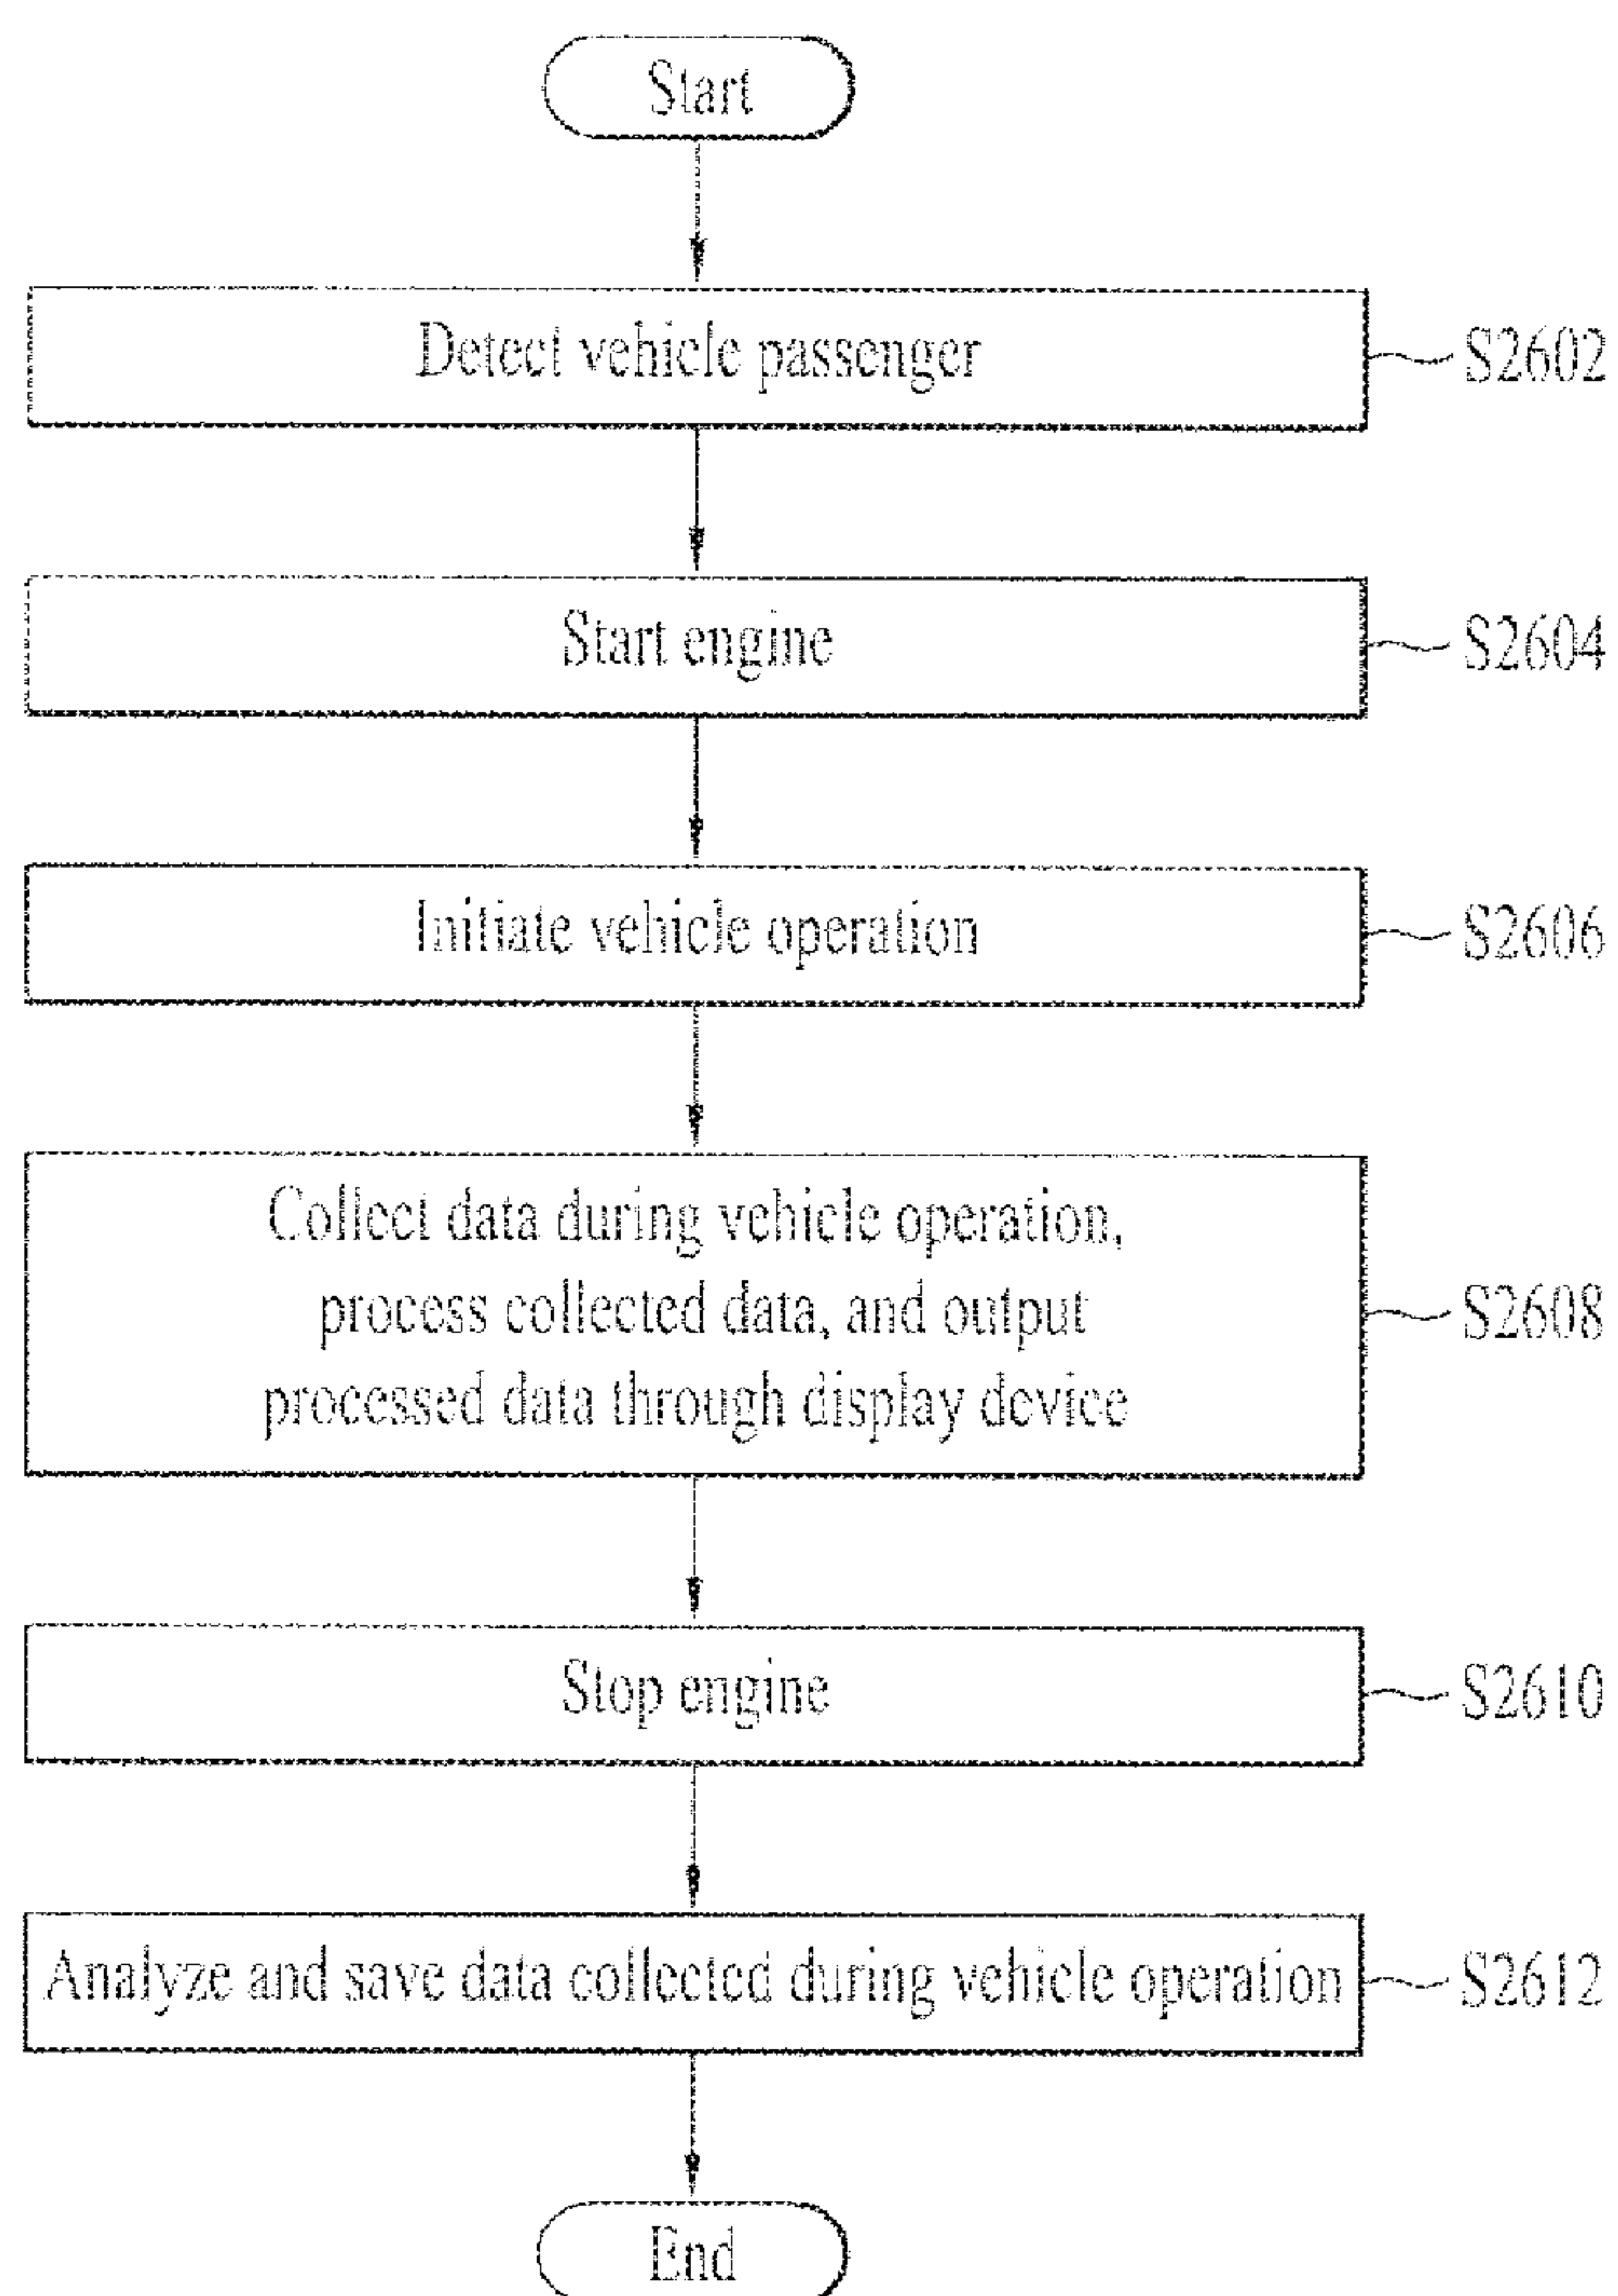 Start
Detect vehicle passenger
S2602
Start engine
S2604
Initiate vehicle operation
S2606
Collect data during vehicle operation,
process collected data, and output
processed data through display device
S2608
Stop engine
S2610
Analyze and save data collected during vehicle operation
S2612
End